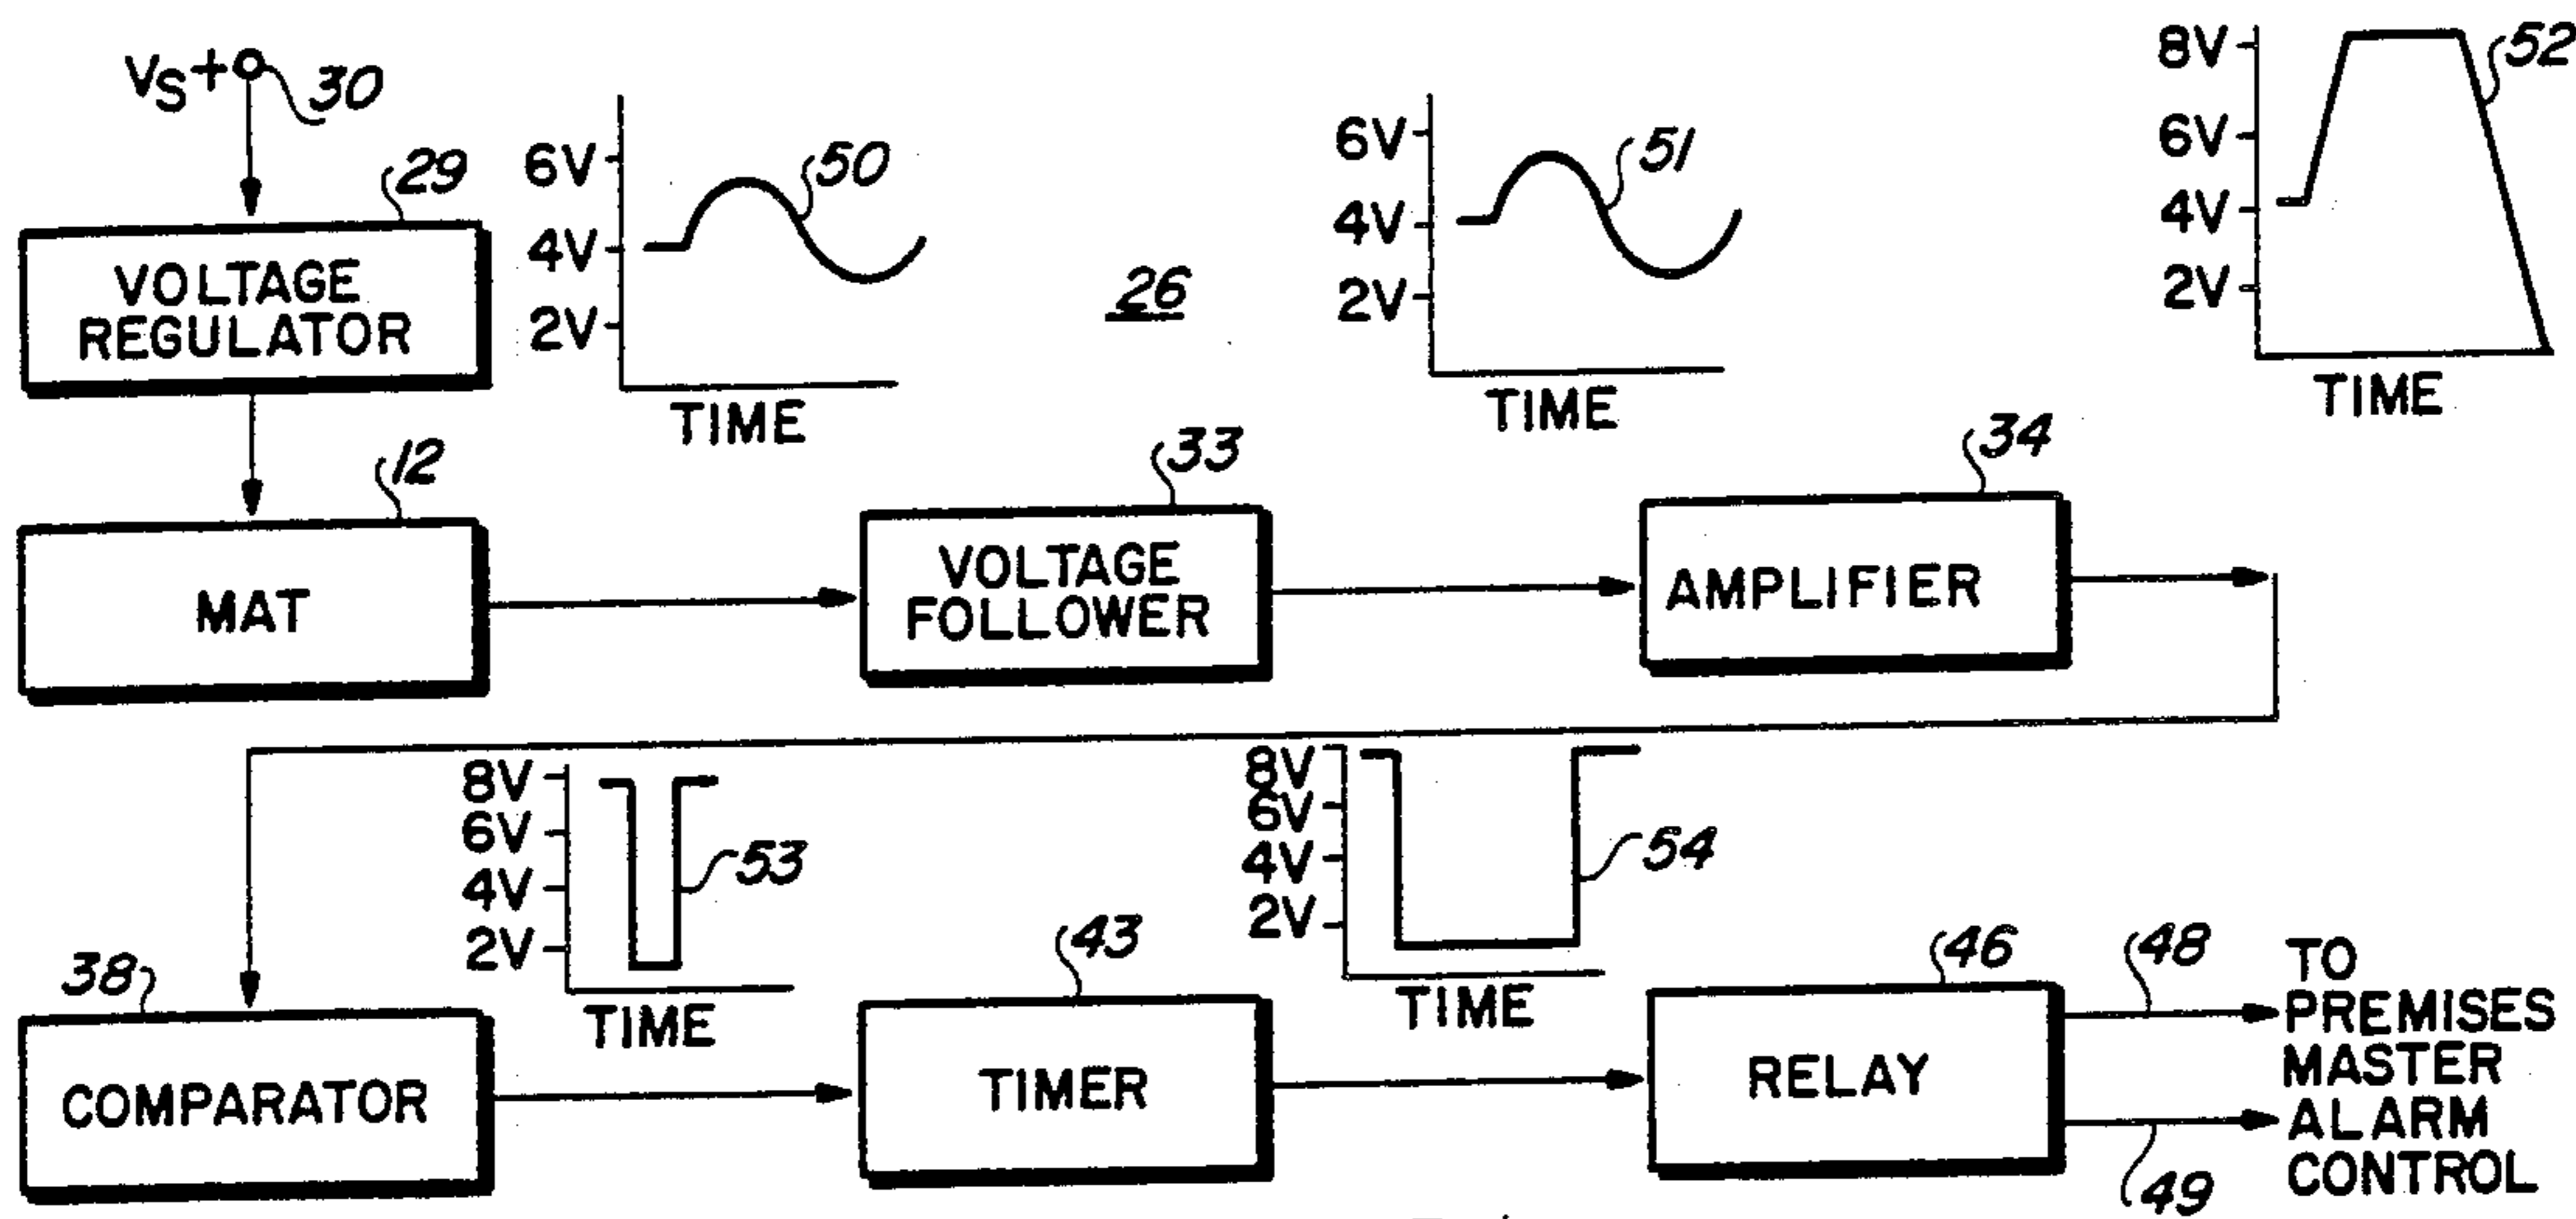 VS+
30
29
VOLTAGE
REGULATOR
6V
4V
2V
50
TIME
26
6V
4V
2V
51
TIME
8V
6V
4V
2V
52
TIME
12
MAT
33
VOLTAGE
FOLLOWER
34
AMPLIFIER
8V
6V
4V
2V
53
TIME
8V
6V
4V
2V
54
TIME
38
COMPARATOR
43
TIMER
46
RELAY
48
49
TO
PREMISES
MASTER
ALARM
CONTROL